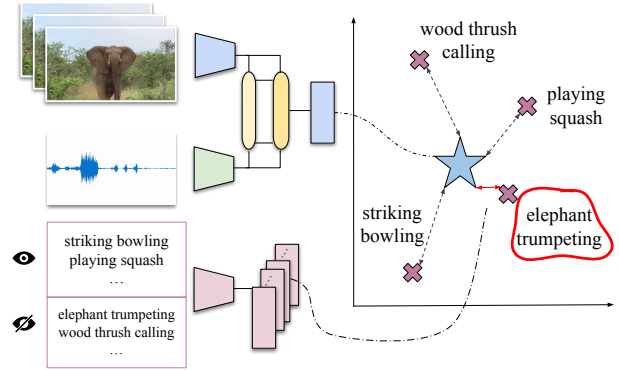 wood thrush
calling
playing
squash
striking
bowling
elephant
trumpeting
striking bowling
playing squash
...
elephant trumpeting
wood thrush calling
...